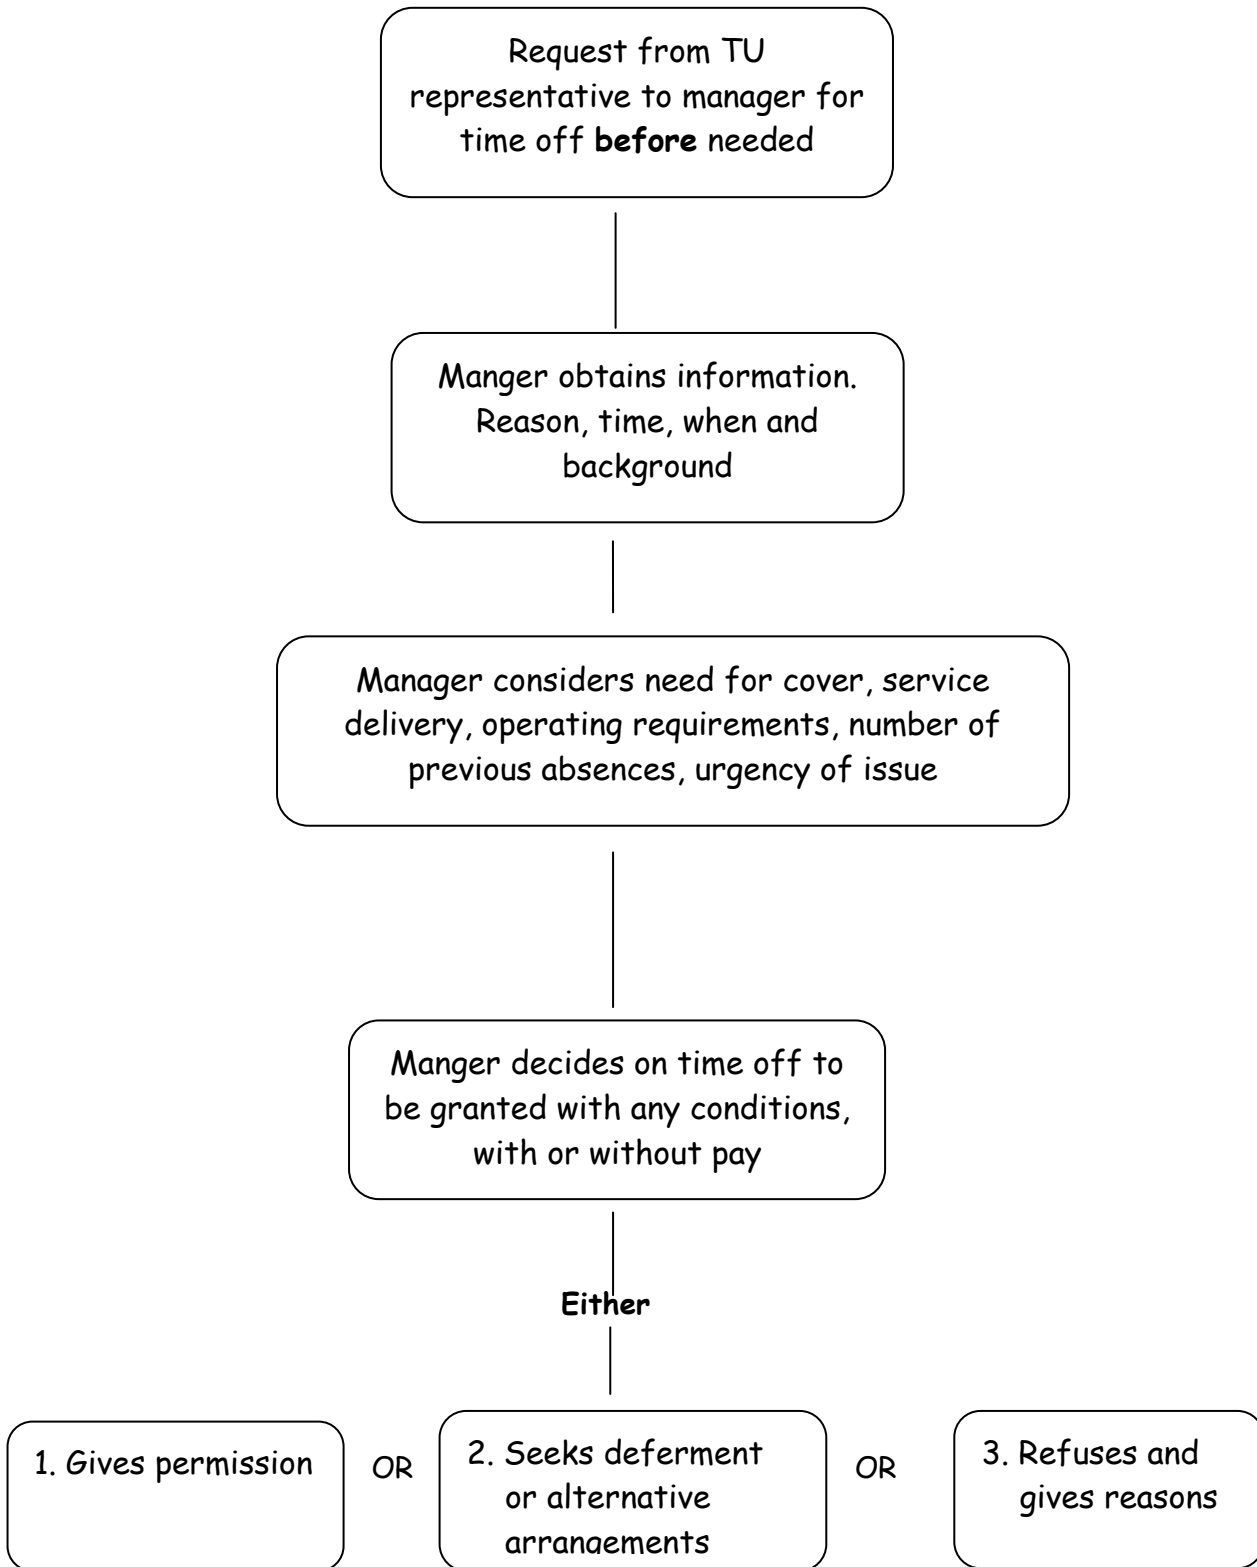 Request from TU
representative to manager for
time off before needed
Manger obtains information.
Reason, time, when and
background
Manager considers need for cover, service
delivery, operating requirements, number of
previous absences, urgency of issue
Manger decides on time off to
be granted with any conditions,
with or without pay
Either
1. Gives permission
OR
2. Seeks deferment
or alternative
arrangements
OR
3. Refuses and
gives reasons